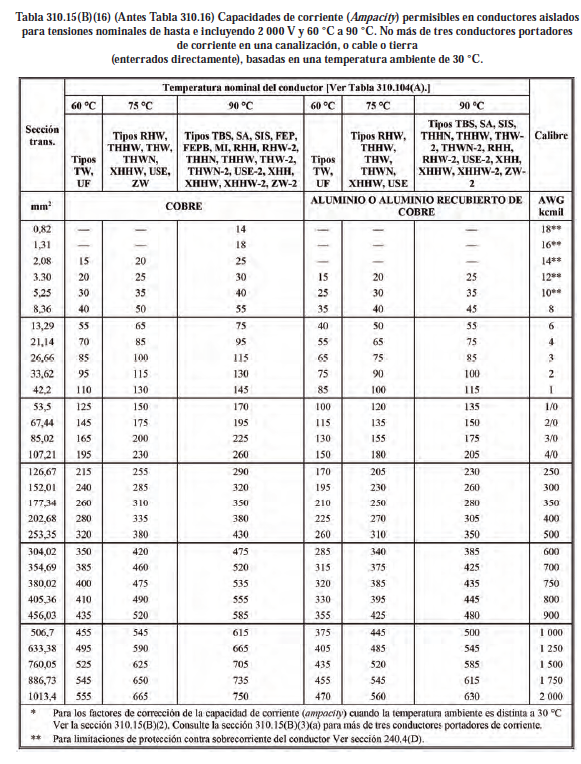 Tabla 310.15(B)(16) (Antes Tabla 310.16) Capacidades de corriente (Ampacity) permisibles en conductores aislados
para tensiones nominales de hasta e incluyendo 2 000 V y 60 °C a 90 °C. No más de tres conductores portadores
de corriente en una canalización, o cable o tierra
(enterrados directamente), basadas en una temperatura ambiente de 30 °C.
Sección trans. Temperatura nominal del conductor [Ver Tabla 310.104(A).] Calibre
60 °C 75 °C 90 °C 60 °C 75 °C 90 °C
Tipos TW, UF
Tipos RHW, THHW, THW, THWN, XHHW, USE, ZW
Tipos TBS, SA, SIS, FEP, FEPB, MI, RHH, RHW-2, THHN, THHW, THW-2, THWN-2, USE-2, XHH, XHHW, XHHW-2, ZW-2
Tipos TW, UF
Tipos RHW, THHW, THW, THWN, XHHW, USE
Tipos TBS, SA, SIS, THHN, THHW, THW-2, THWN-2, RHH, RHW-2, USE-2, XHH, XHHW, XHHW-2, ZW-2
mm² COBRE ALUMINIO O ALUMINIO RECUBIERTO DE COBRE AWG kcmil
0,82 — — 14 — — — 18**
1,31 — — 18 — — — 16**
2,08 15 20 25 — — — 14**
3.30 20 25 30 15 20 25 12**
5,25 30 35 40 25 30 35 10**
8,36 40 50 55 35 40 45 8
13,29 55 65 75 40 50 55 6
21,14 70 85 95 55 65 75 4
26,66 85 100 115 65 75 85 3
33,62 95 115 130 75 90 100 2
42,2 110 130 145 85 100 115 1
53,5 125 150 170 100 120 135 1/0
67,44 145 175 195 115 135 150 2/0
85,02 165 200 225 130 155 175 3/0
107,21 195 230 260 150 180 205 4/0
126,67 215 255 290 170 205 230 250
152,01 240 285 320 195 230 260 300
177,34 260 310 350 210 250 280 350
202,68 280 335 380 225 270 305 400
253,35 320 380 430 260 310 350 500
304,02 350 420 475 285 340 385 600
354,69 385 460 520 315 375 425 700
380,02 400 475 535 320 385 435 750
405,36 410 490 555 330 395 445 800
456,03 435 520 585 355 425 480 900
506,7 455 545 615 375 445 500 1 000
633,38 495 590 665 405 485 545 1 250
760,05 525 625 705 435 520 585 1 500
886,73 545 650 735 455 545 615 1 750
1013,4 555 665 750 470 560 630 2 000
* Para los factores de corrección de la capacidad de corriente (ampacity) cuando la temperatura ambiente es distinta a 30 °C
Ver la sección 310.15(B)(2). Consulte la sección 310.15(B)(3)(a) para más de tres conductores portadores de corriente.
** Para limitaciones de protección contra sobrecorriente del conductor Ver sección 240.4(D).